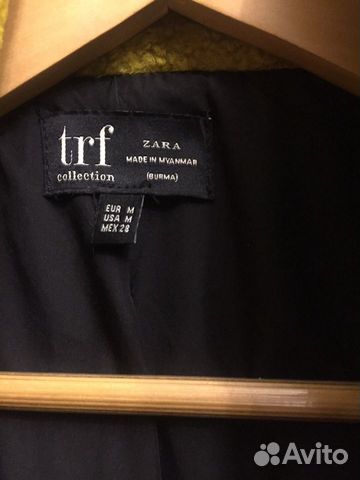 trf
collection
ZARA
MADE IN MYANMAR
(BURMA)
EUR M
USA M
MEX 28
Avito